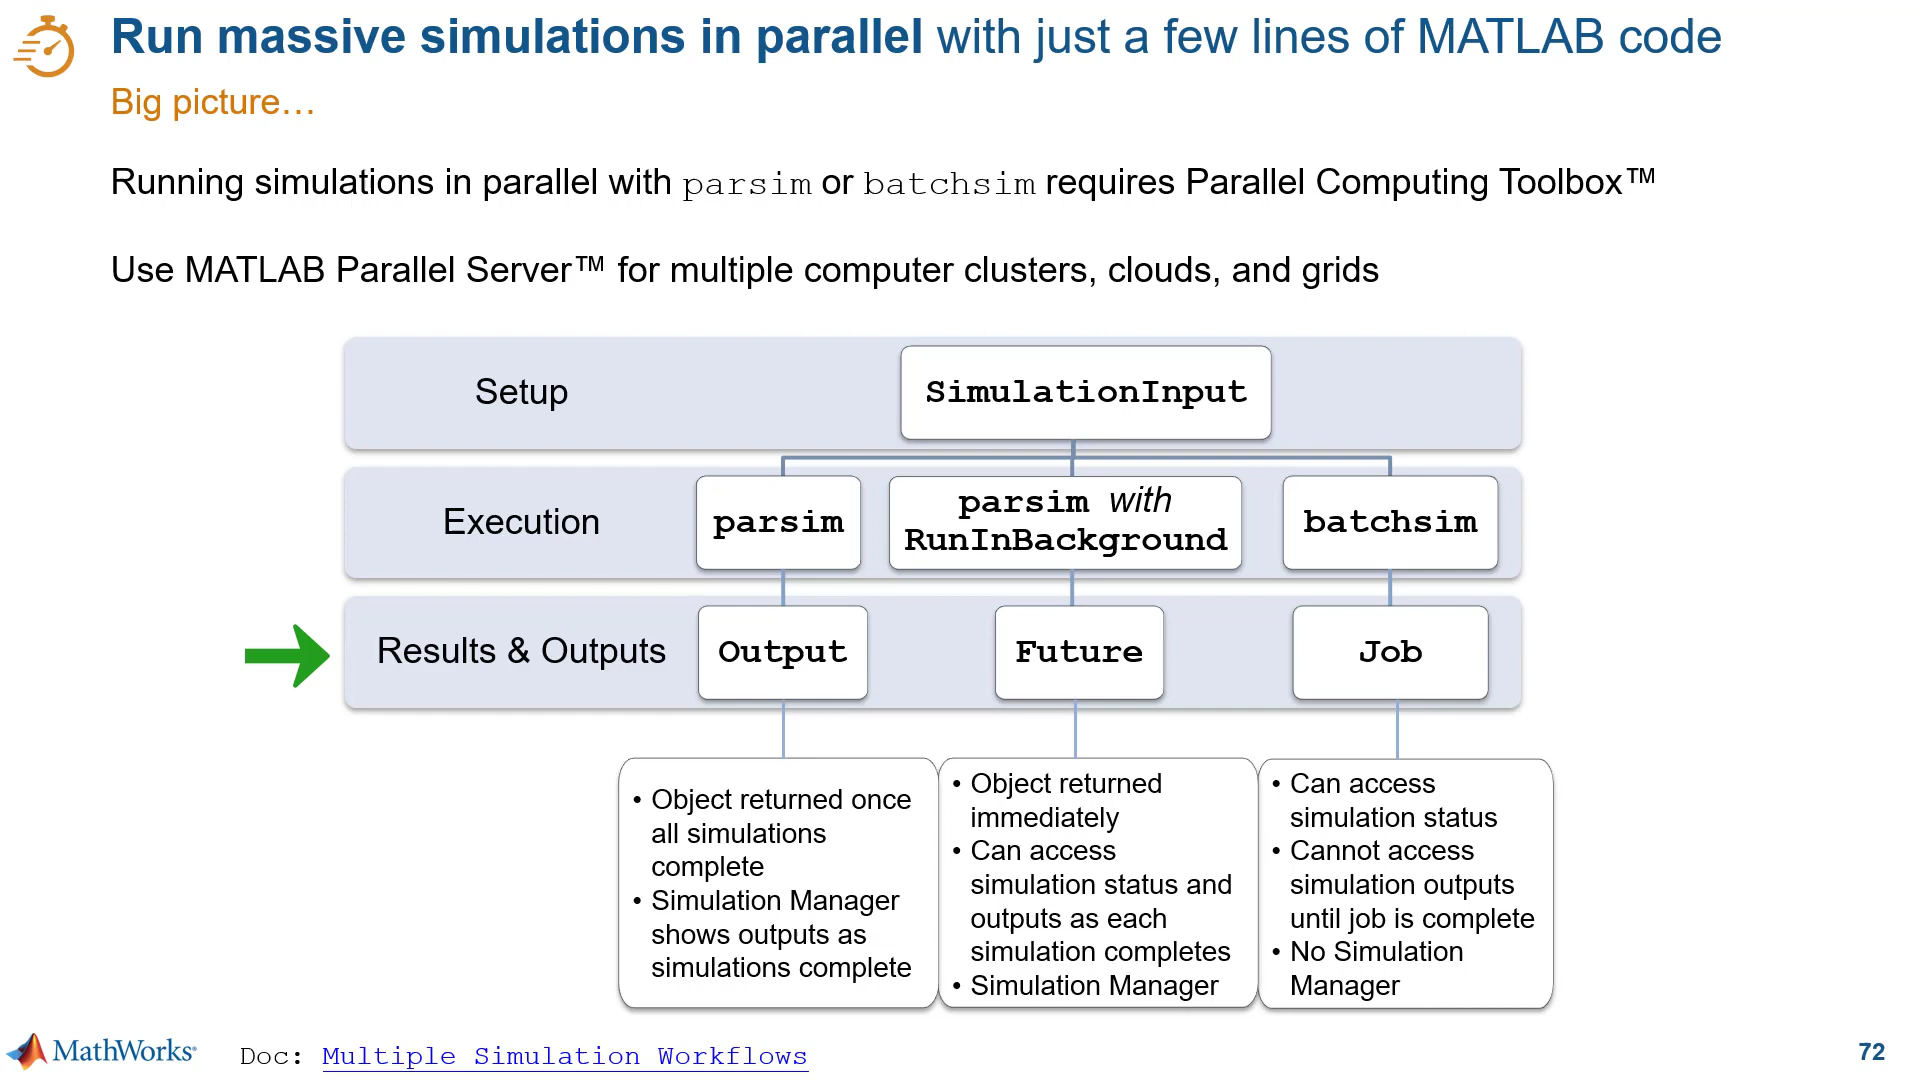 Run massive simulations in parallel with just a few lines of MATLAB code
Big picture…
Running simulations in parallel with parsim or batchsim requires Parallel Computing Toolbox™
Use MATLAB Parallel Server™ for multiple computer clusters, clouds, and grids
Setup
SimulationInput
Execution
parsim
parsim with
RunInBackground
batchsim
Results & Outputs
Output
Future
Job
• Object returned once
all simulations
complete
• Simulation Manager
shows outputs as
simulations complete
• Object returned
immediately
• Can access
simulation status and
outputs as each
simulation completes
• Simulation Manager
• Can access
simulation status
• Cannot access
simulation outputs
until job is complete
• No Simulation
Manager
MathWorks®
Doc: Multiple Simulation Workflows
72